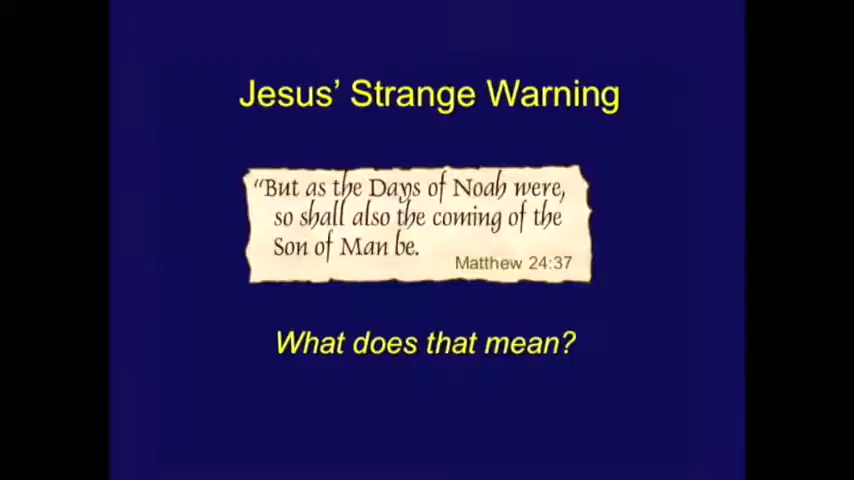 Jesus’ Strange Warning
“But as the Days of Noah were,
so shall also the coming of the
Son of Man be.
Matthew 24:37
What does that mean?